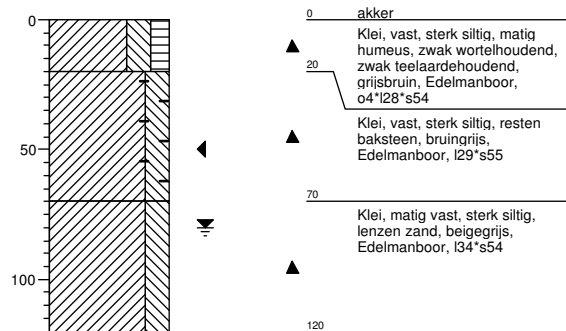 0
50
100
0 akker
Klei, vast, sterk siltig, matig
humeus, zwak wortelhoudend,
zwak teelaardehoudend,
grijsbruin, Edelmanboor,
o4*l28*s54
20
Klei, vast, sterk siltig, resten
baksteen, bruingrijs,
Edelmanboor, l29*s55
70
Klei, matig vast, sterk siltig,
lenzen zand, beigegrijs,
Edelmanboor, l34*s54
120